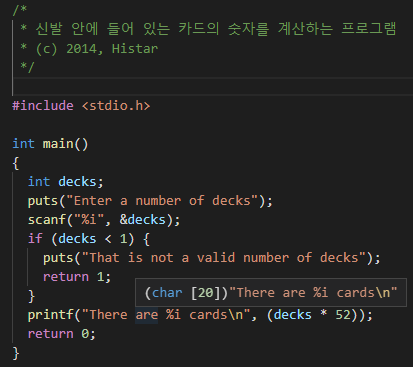 /*
 * 신발 안에 들어 있는 카드의 숫자를 계산하는 프로그램
 * (c) 2014, Histar
 */

#include <stdio.h>

int main()
{
  int decks;
  puts("Enter a number of decks");
  scanf("%i", &decks);
  if (decks < 1) {
    puts("That is not a valid number of decks");
    return 1;
  }
(char [20])"There are %i cards\n"
  printf("There are %i cards\n", (decks * 52));
  return 0;
}